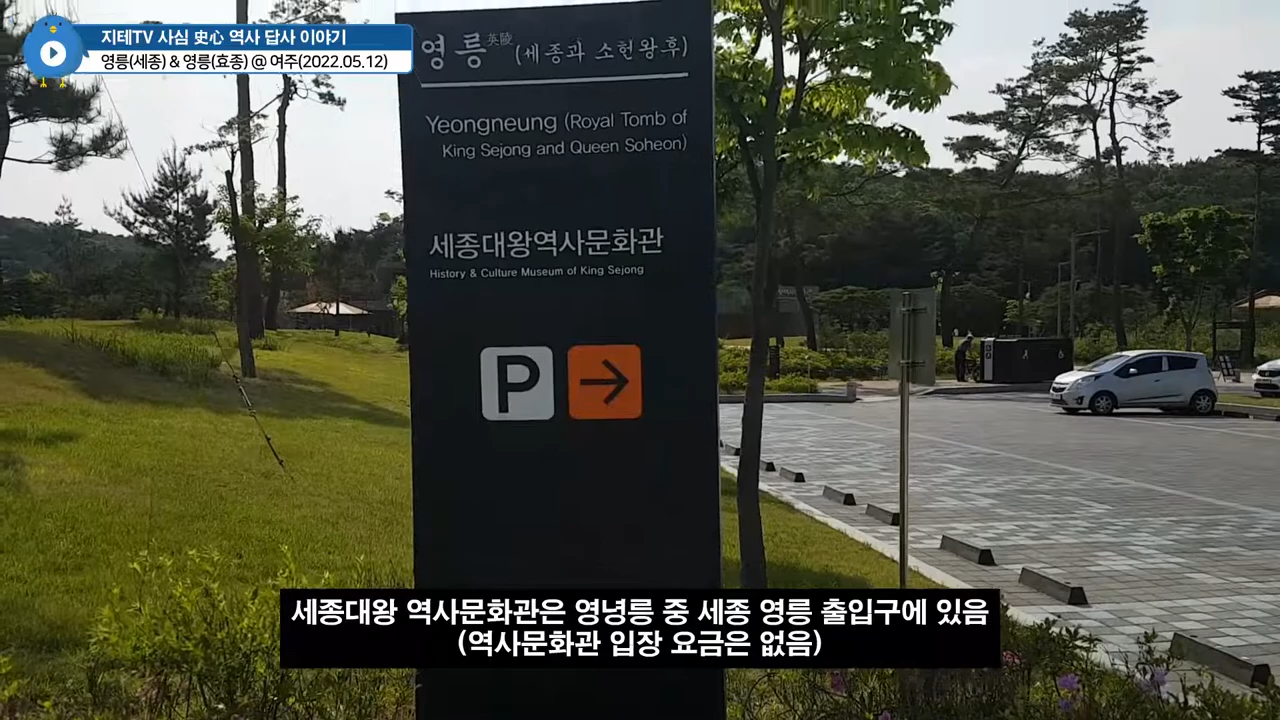 지테TV 사심 史心 역사 답사 이야기
영릉(세종) & 영릉(효종) @ 여주(2022.05.12)
영릉英陵 (세종과 소헌왕후)
Yeongneung (Royal Tomb of
King Sejong and Queen Soheon)
세종대왕역사문화관
History & Culture Museum of King Sejong
P →
세종대왕 역사문화관은 영녕릉 중 세종 영릉 출입구에 있음
(역사문화관 입장 요금은 없음)